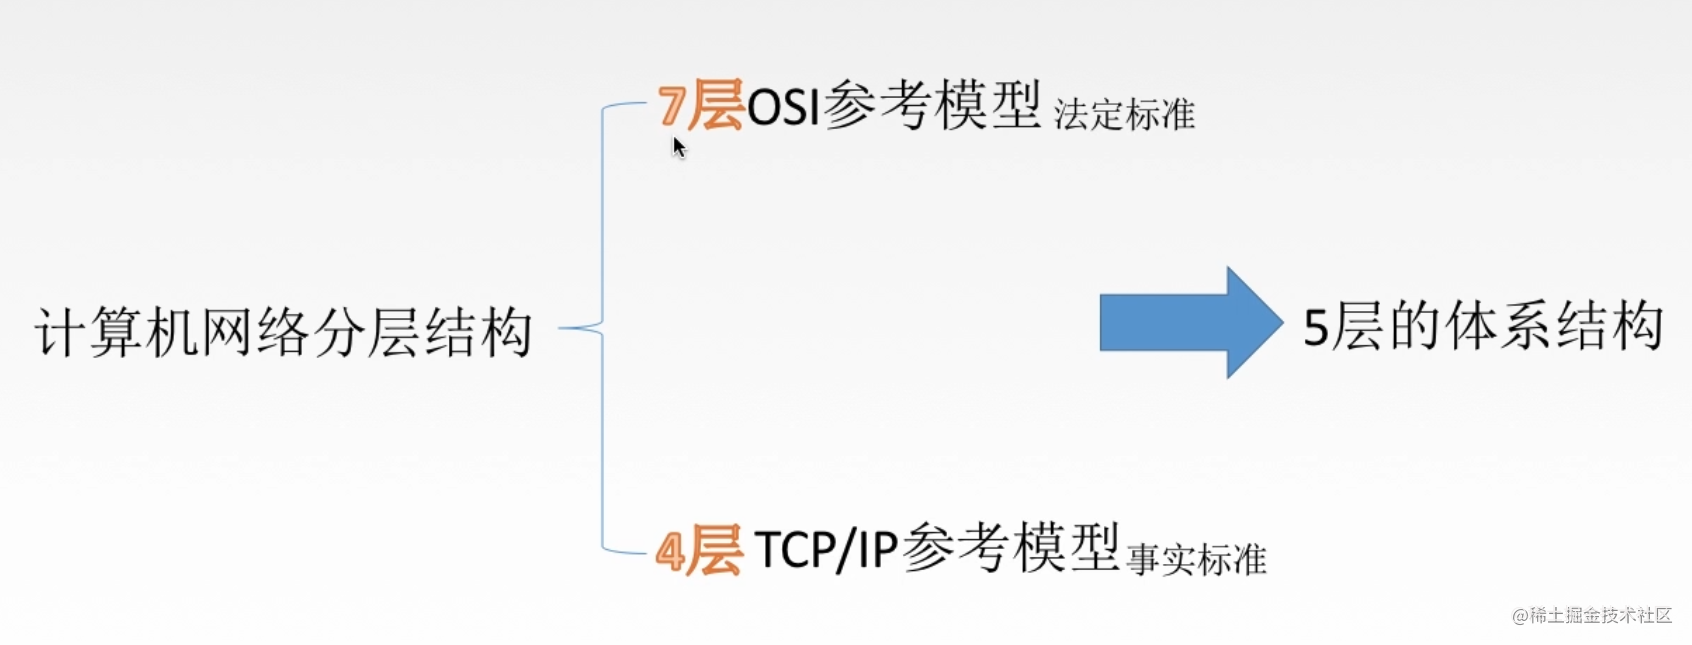 7层OSI参考模型 法定标准
计算机网络分层结构
5层的体系结构
4层 TCP/IP参考模型 事实标准
@稀土掘金技术社区